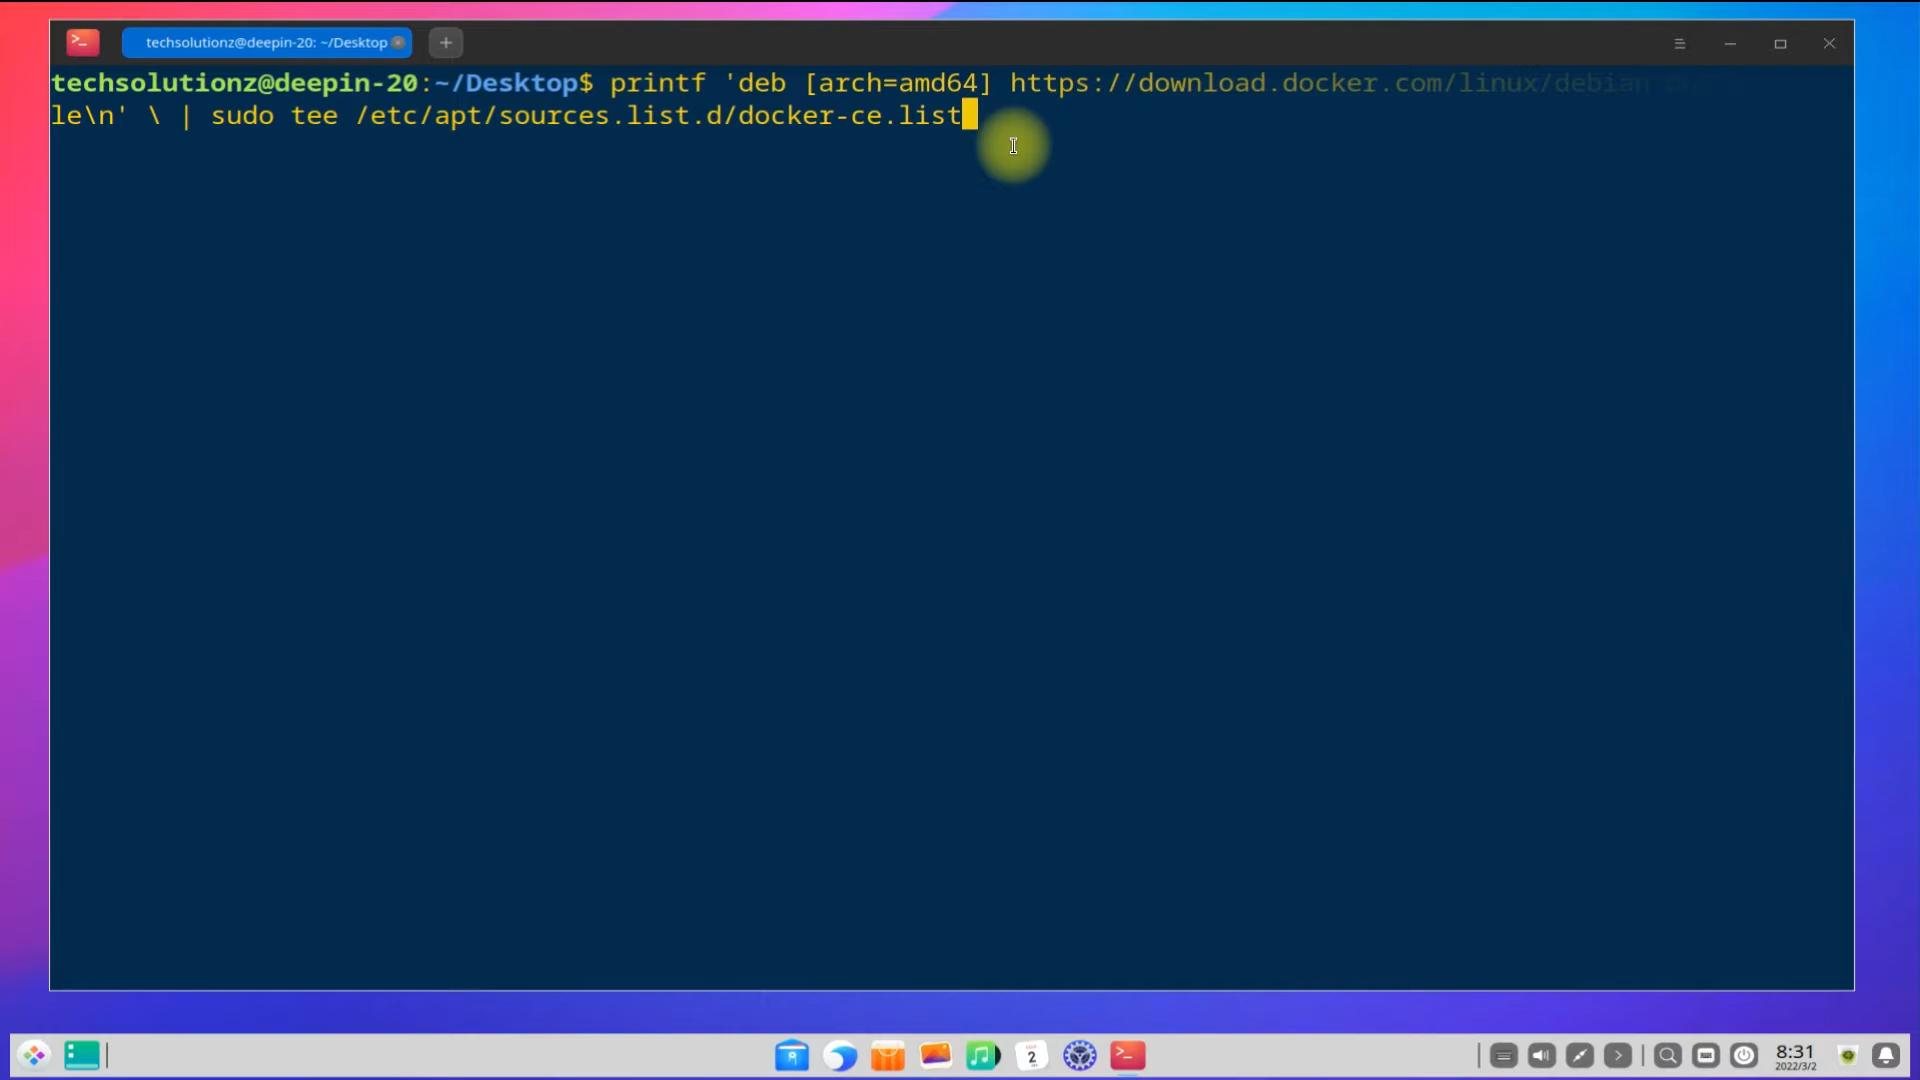 techsolutionz@deepin-20: ~/Desktop
techsolutionz@deepin-20:~/Desktop$ printf 'deb [arch=amd64] https://download.docker.com/linux/debian
le\n' \ | sudo tee /etc/apt/sources.list.d/docker-ce.list
2
8:31
2022/3/2